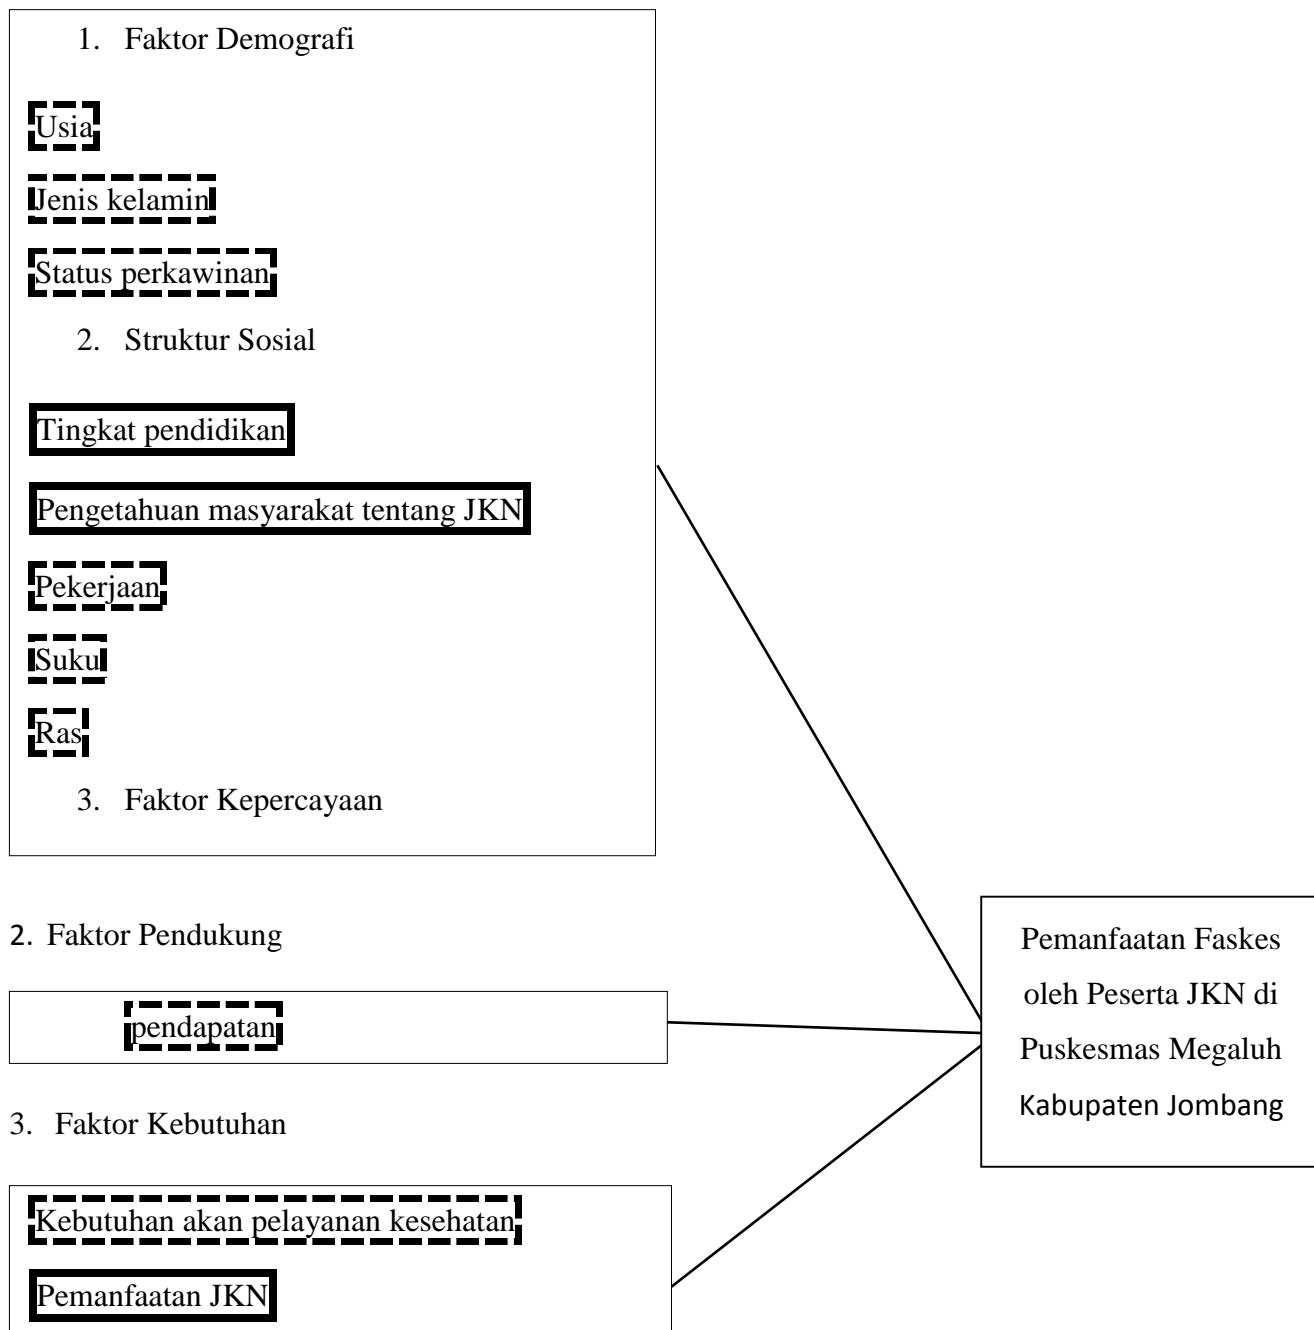 1. Faktor Demografi
Usia
Jenis kelamin
Status perkawinan
2. Struktur Sosial
Tingkat pendidikan
Pengetahuan masyarakat tentang JKN
Pekerjaan
Suku
Ras
3. Faktor Kepercayaan
2. Faktor Pendukung
pendapatan
3. Faktor Kebutuhan
Kebutuhan akan pelayanan kesehatan
Pemanfaatan JKN
Pemanfaatan Faskes
oleh Peserta JKN di
Puskesmas Megaluh
Kabupaten Jombang